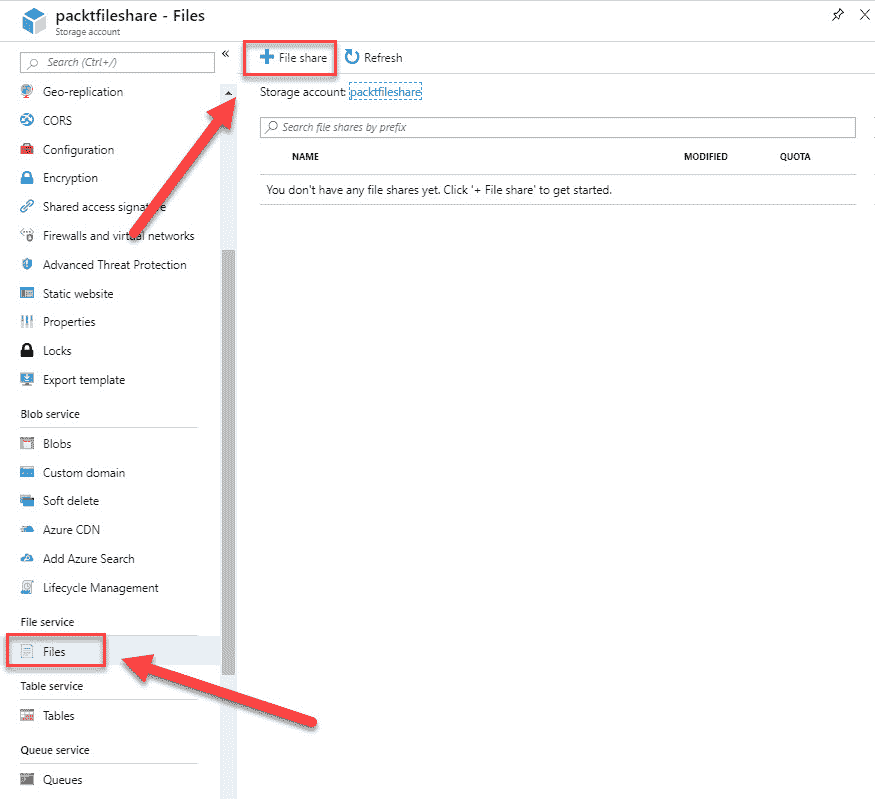 packtfileshare - Files
Storage account
Search (Ctrl+/)
«
Geo-replication
CORS
Configuration
Encryption
Shared access signature
Firewalls and virtual networks
Advanced Threat Protection
Static website
Properties
Locks
Export template
Blob service
Blobs
Custom domain
Soft delete
Azure CDN
Add Azure Search
Lifecycle Management
File service
Files
Table service
Tables
Queue service
Queues
File share Refresh
Storage account: packtfileshare
Search file shares by prefix
NAME MODIFIED QUOTA
You don't have any file shares yet. Click '+ File share' to get started.